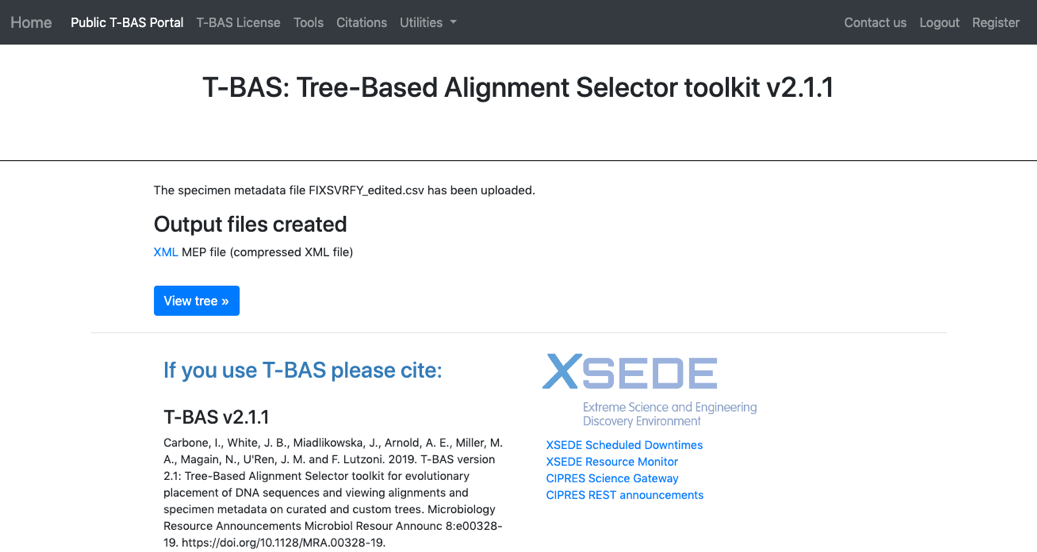 Home Public T-BAS Portal T-BAS License Tools Citations Utilities Contact us Logout Register
T-BAS: Tree-Based Alignment Selector toolkit v2.1.1
The specimen metadata file FIXSVRFY_edited.csv has been uploaded.
Output files created
XML MEP file (compressed XML file)
View tree »
If you use T-BAS please cite:
T-BAS v2.1.1
Carbone, I., White, J. B., Miadlikowska, J., Arnold, A. E., Miller, M.
A., Magain, N., U'Ren, J. M. and F. Lutzoni. 2019. T-BAS version
2.1: Tree-Based Alignment Selector toolkit for evolutionary
placement of DNA sequences and viewing alignments and
specimen metadata on curated and custom trees. Microbiology
Resource Announcements Microbiol Resour Announc 8:e00328-
19. https://doi.org/10.1128/MRA.00328-19.
XSEDE
Extreme Science and Engineering
Discovery Environment
XSEDE Scheduled Downtimes
XSEDE Resource Monitor
CIPRES Science Gateway
CIPRES REST announcements